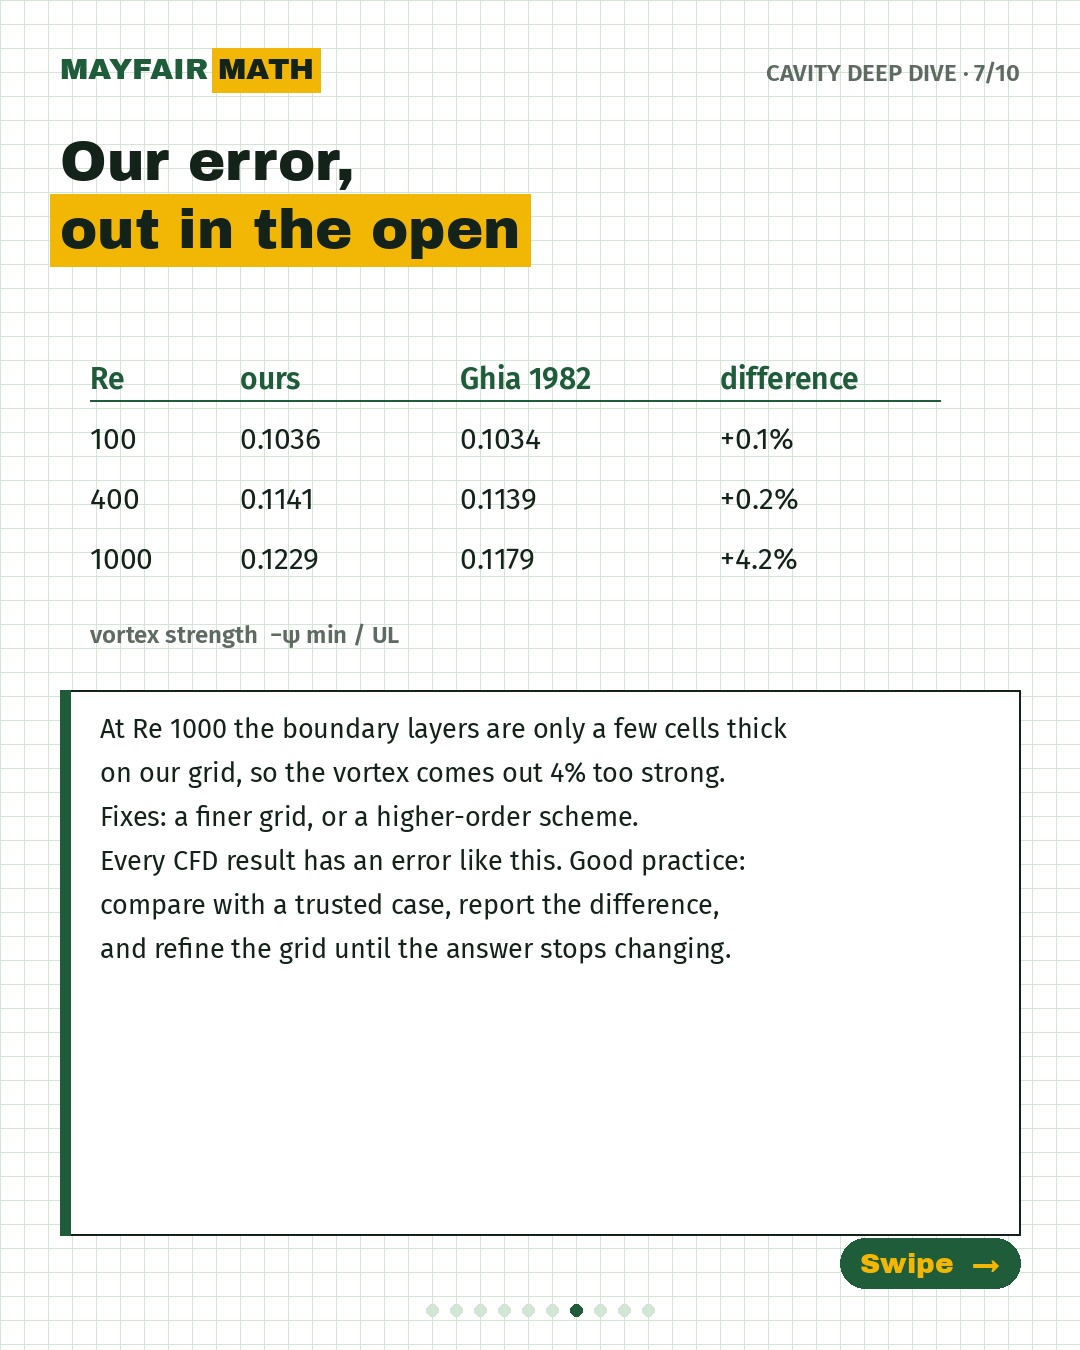 MAYFAIR MATH
CAVITY DEEP DIVE · 7/10
Our error,
out in the open
Re ours Ghia 1982 difference
100 0.1036 0.1034 +0.1%
400 0.1141 0.1139 +0.2%
1000 0.1229 0.1179 +4.2%
vortex strength −ψ min / UL
At Re 1000 the boundary layers are only a few cells thick
on our grid, so the vortex comes out 4% too strong.
Fixes: a finer grid, or a higher-order scheme.
Every CFD result has an error like this. Good practice:
compare with a trusted case, report the difference,
and refine the grid until the answer stops changing.
Swipe →